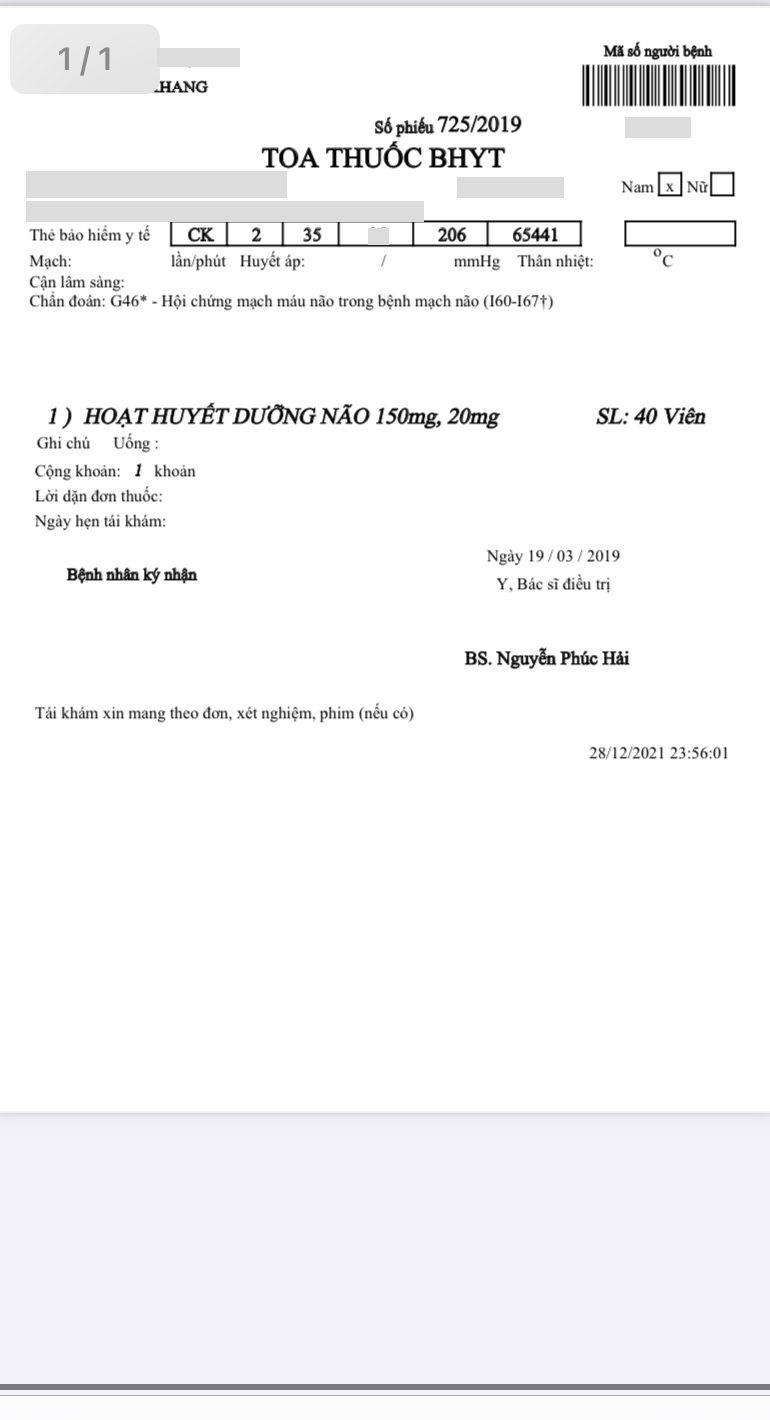 1/1
Mã số người bệnh
HANG
Số phiếu 725/2019
TOA THUỐC BHYT
Nam x Nữ
Thẻ bảo hiểm y tế CK 2 35 206 65441
Mạch: lần/phút Huyết áp: / mmHg Thân nhiệt: °C
Cận lâm sàng:
Chẩn đoán: G46* - Hội chứng mạch máu não trong bệnh mạch não (I60-I67†)
1 ) HOẠT HUYẾT DƯỠNG NÃO 150mg, 20mg SL: 40 Viên
Ghi chú Uống :
Cộng khoản: 1 khoản
Lời dặn đơn thuốc:
Ngày hẹn tái khám:
Ngày 19 / 03 / 2019
Bệnh nhân ký nhận
Y, Bác sĩ điều trị
BS. Nguyễn Phúc Hải
Tái khám xin mang theo đơn, xét nghiệm, phim (nếu có)
28/12/2021 23:56:01